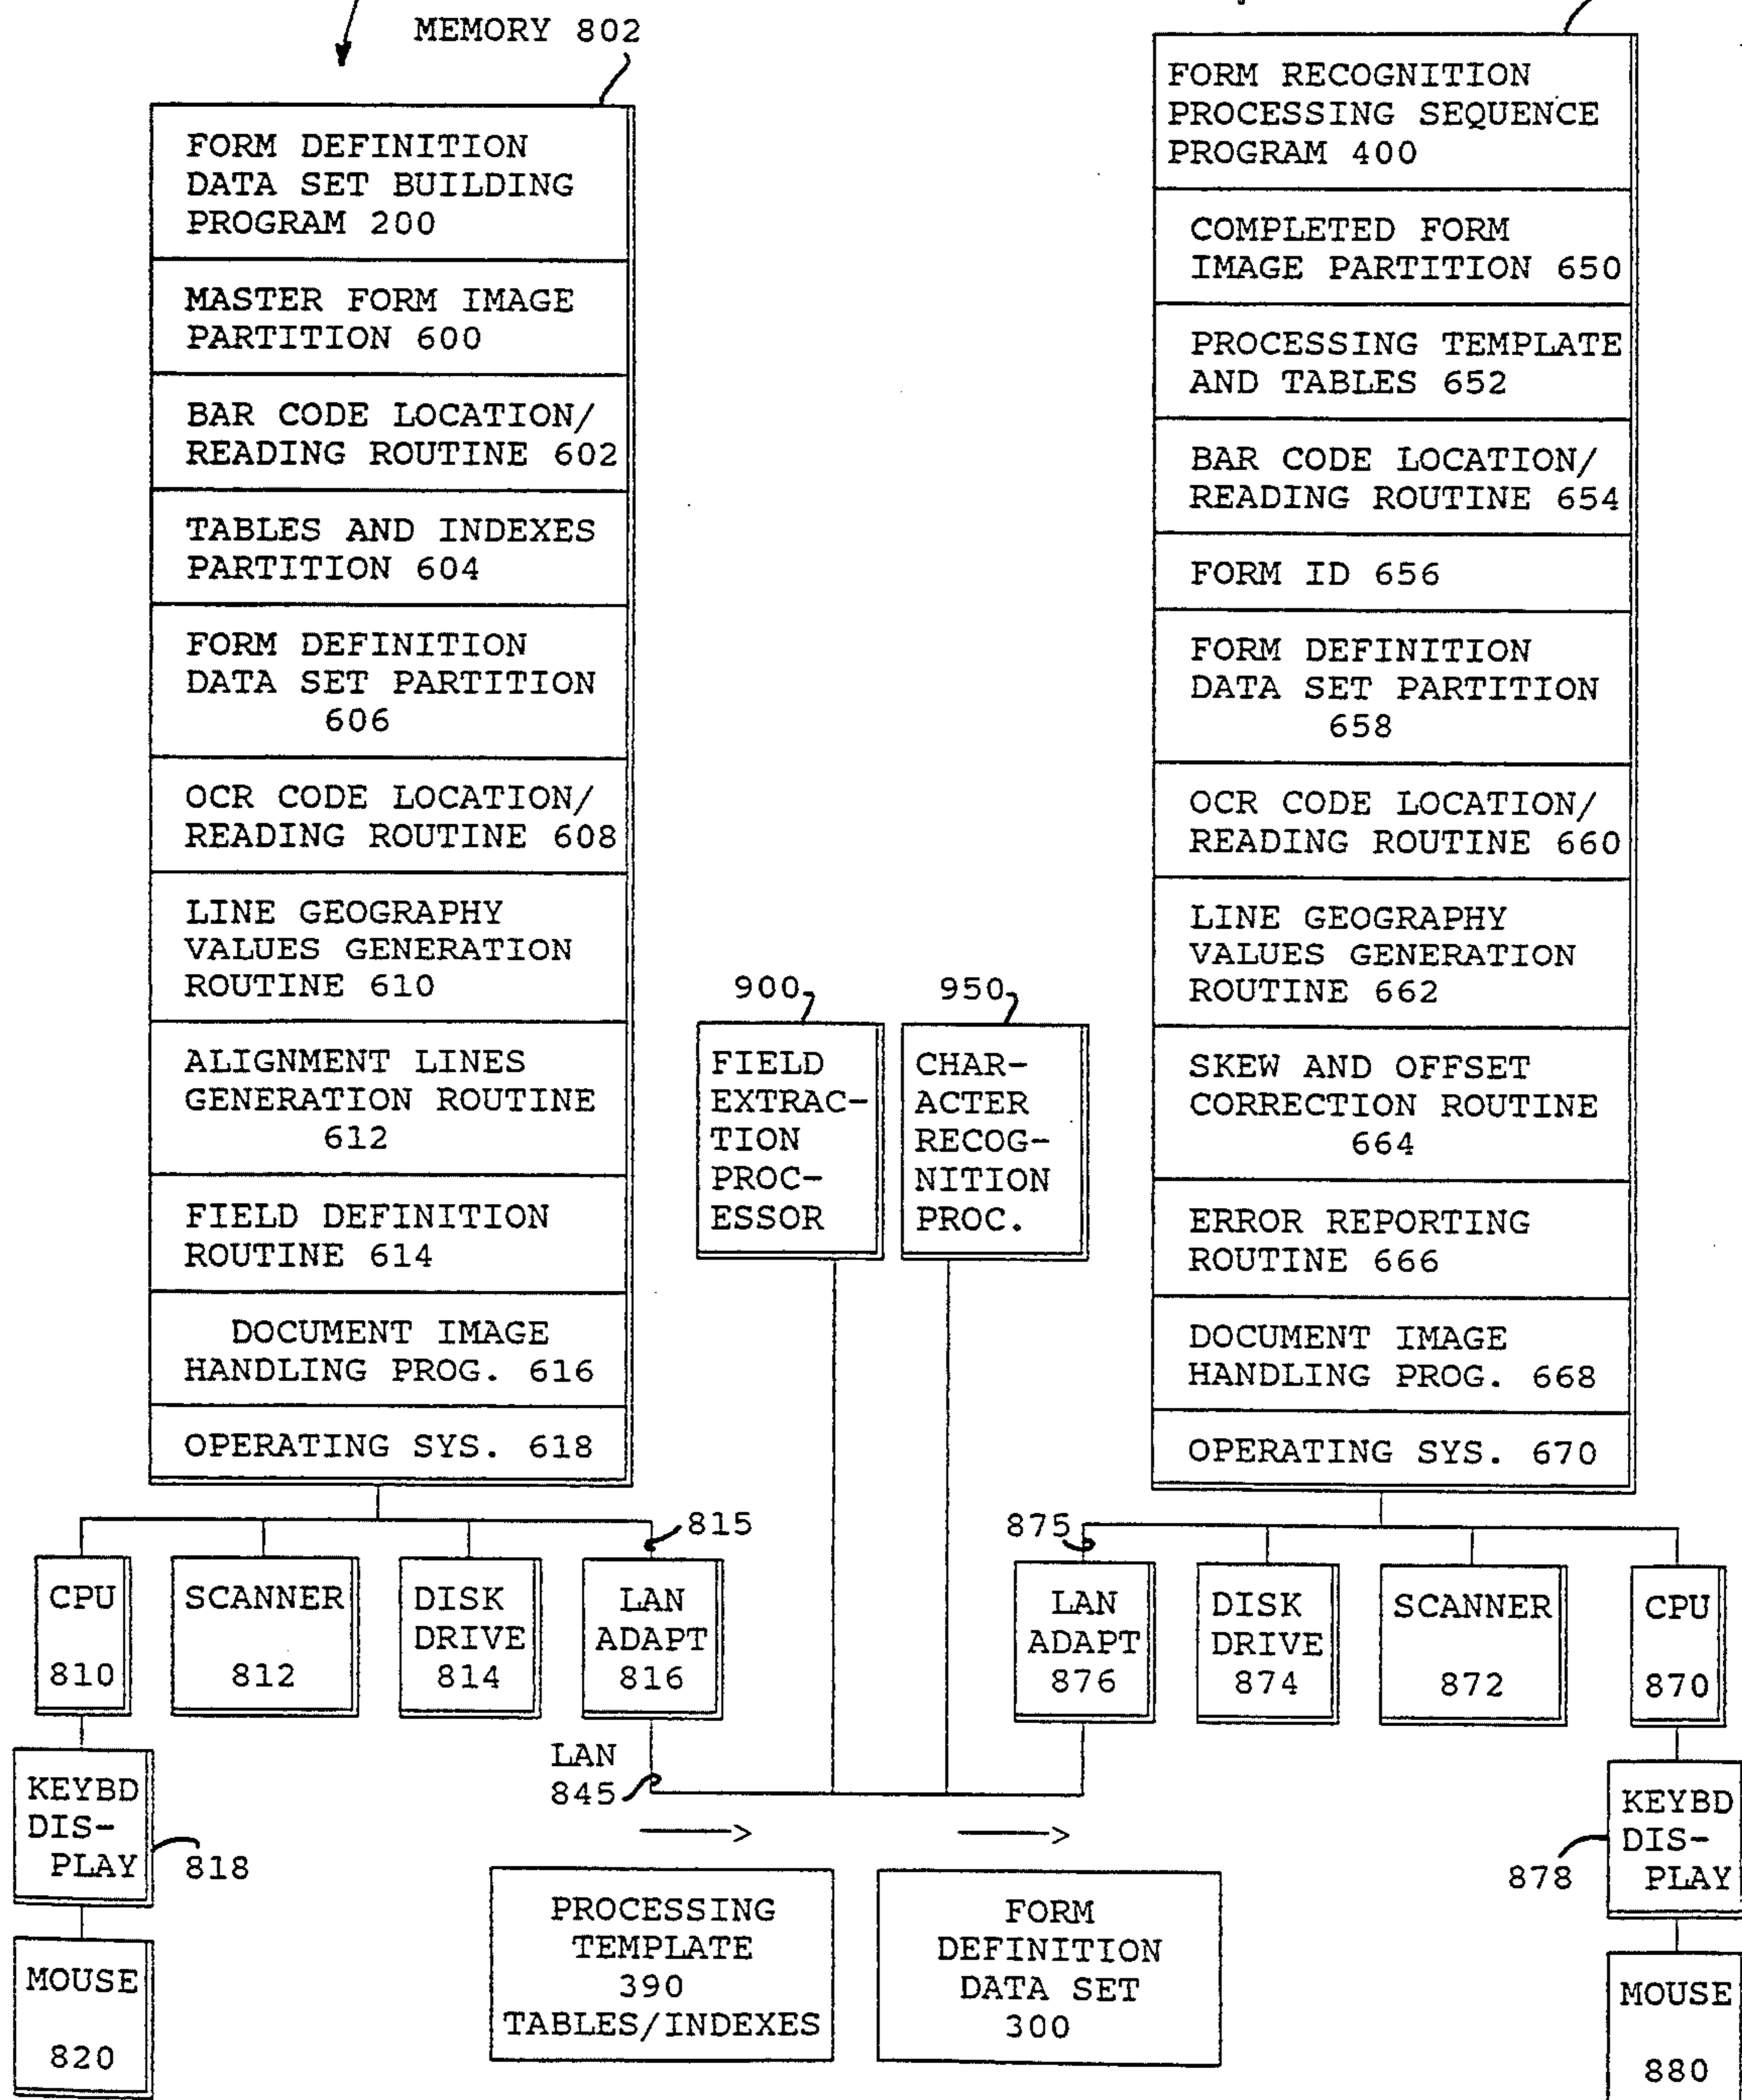 MEMORY 802
FORM DEFINITION
DATA SET BUILDING
PROGRAM 200
MASTER FORM IMAGE
PARTITION 600
BAR CODE LOCATION/
READING ROUTINE 602
TABLES AND INDEXES
PARTITION 604
FORM DEFINITION
DATA SET PARTITION
606
OCR CODE LOCATION/
READING ROUTINE 608
LINE GEOGRAPHY
VALUES GENERATION
ROUTINE 610
ALIGNMENT LINES
GENERATION ROUTINE
612
FIELD DEFINITION
ROUTINE 614
DOCUMENT IMAGE
HANDLING PROG. 616
OPERATING SYS. 618
815
CPU
810
SCANNER
812
DISK
DRIVE
814
LAN
ADAPT
816
KEYBD
DIS-
PLAY
818
MOUSE
820
LAN
845
900
FIELD
EXTRAC-
TION
PROC-
ESSOR
950
CHAR-
ACTER
RECOG-
NITION
PROC.
PROCESSING
TEMPLATE
390
TABLES/INDEXES
FORM
DEFINITION
DATA SET
300
FORM RECOGNITION
PROCESSING SEQUENCE
PROGRAM 400
COMPLETED FORM
IMAGE PARTITION 650
PROCESSING TEMPLATE
AND TABLES 652
BAR CODE LOCATION/
READING ROUTINE 654
FORM ID 656
FORM DEFINITION
DATA SET PARTITION
658
OCR CODE LOCATION/
READING ROUTINE 660
LINE GEOGRAPHY
VALUES GENERATION
ROUTINE 662
SKEW AND OFFSET
CORRECTION ROUTINE
664
ERROR REPORTING
ROUTINE 666
DOCUMENT IMAGE
HANDLING PROG. 668
OPERATING SYS. 670
875
LAN
ADAPT
876
DISK
DRIVE
874
SCANNER
872
CPU
870
KEYBD
DIS-
PLAY
878
MOUSE
880